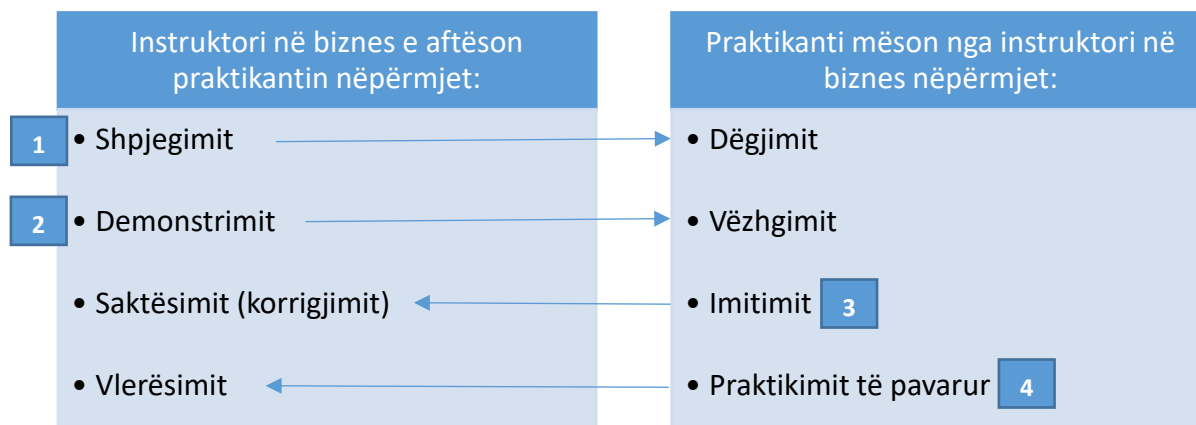 Instruktori në biznes e aftëson
praktikantin nëpërmjet:
Praktikanti mëson nga instruktori në
biznes nëpërmjet:
1 • Shpjegimit
• Dëgjimit
2 • Demonstrimit
• Vëzhgimit
• Saktësimit (korrigjimit)
• Imitimit 3
• Vlerësimit
• Praktikimit të pavarur 4